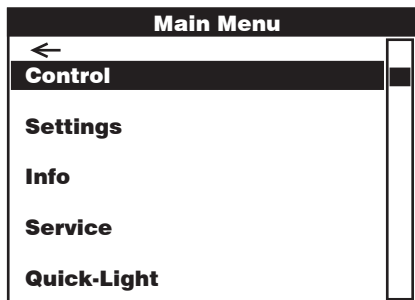 Main Menu
Control
Settings
Info
Service
Quick-Light